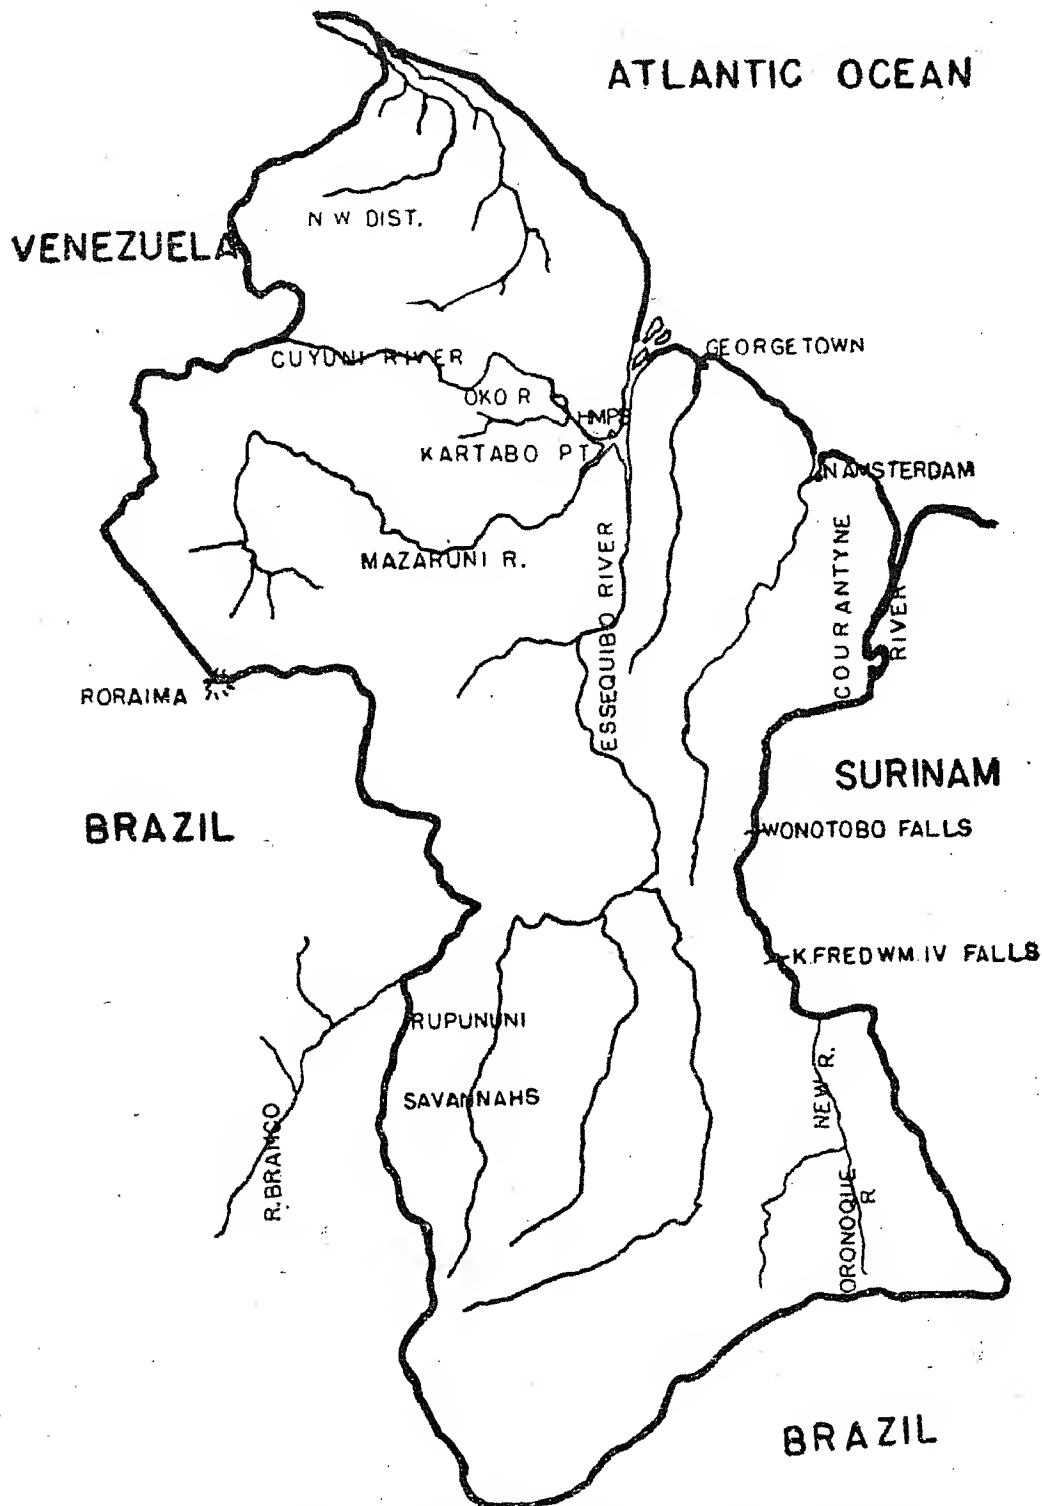 ATLANTIC OCEAN
N W DIST.
VENEZUELA
GEORGETOWN
CUYUNI RIVER
OKO R
HMPS
KARTABO PT.
N AMSTERDAM
MAZARUNI R.
ESSEQUIBO RIVER
COURANTYNE
RIVER
RORAIMA
SURINAM
BRAZIL
WONOTOBO FALLS
K.FRED WM. IV FALLS
RUPUNUNI
SAVANNAHS
NEW R.
R. BRANCO
ORONOQUE
R
BRAZIL